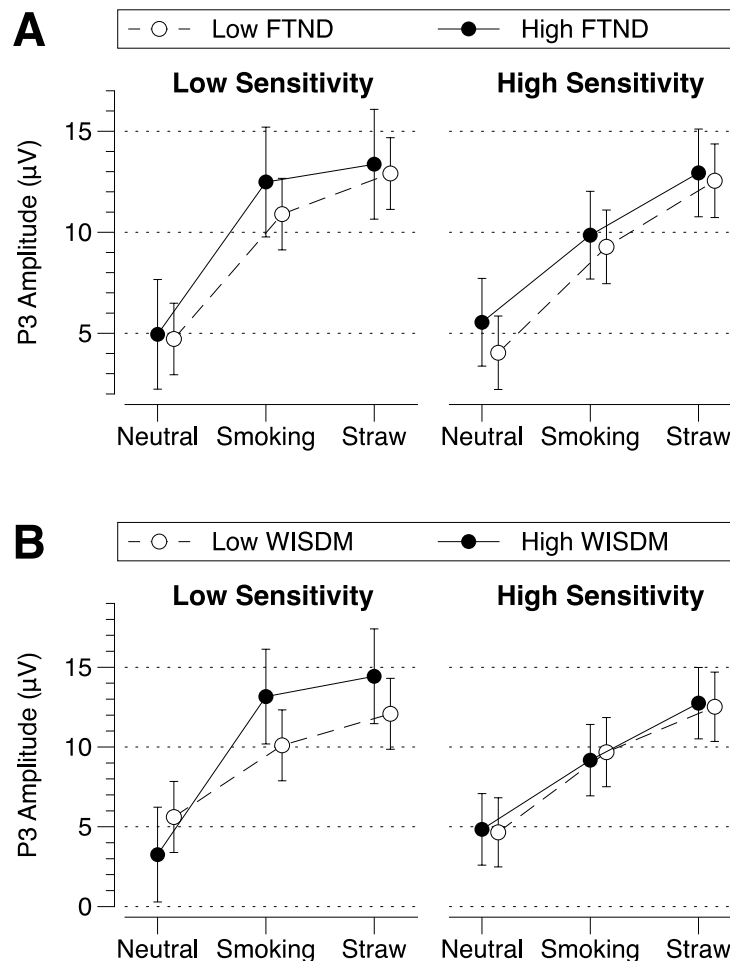 A
Low FTND High FTND
Low Sensitivity High Sensitivity
P3 Amplitude (µV)
15
10
5
Neutral Smoking Straw Neutral Smoking Straw
B
Low WISDM High WISDM
Low Sensitivity High Sensitivity
P3 Amplitude (µV)
15
10
5
0
Neutral Smoking Straw Neutral Smoking Straw